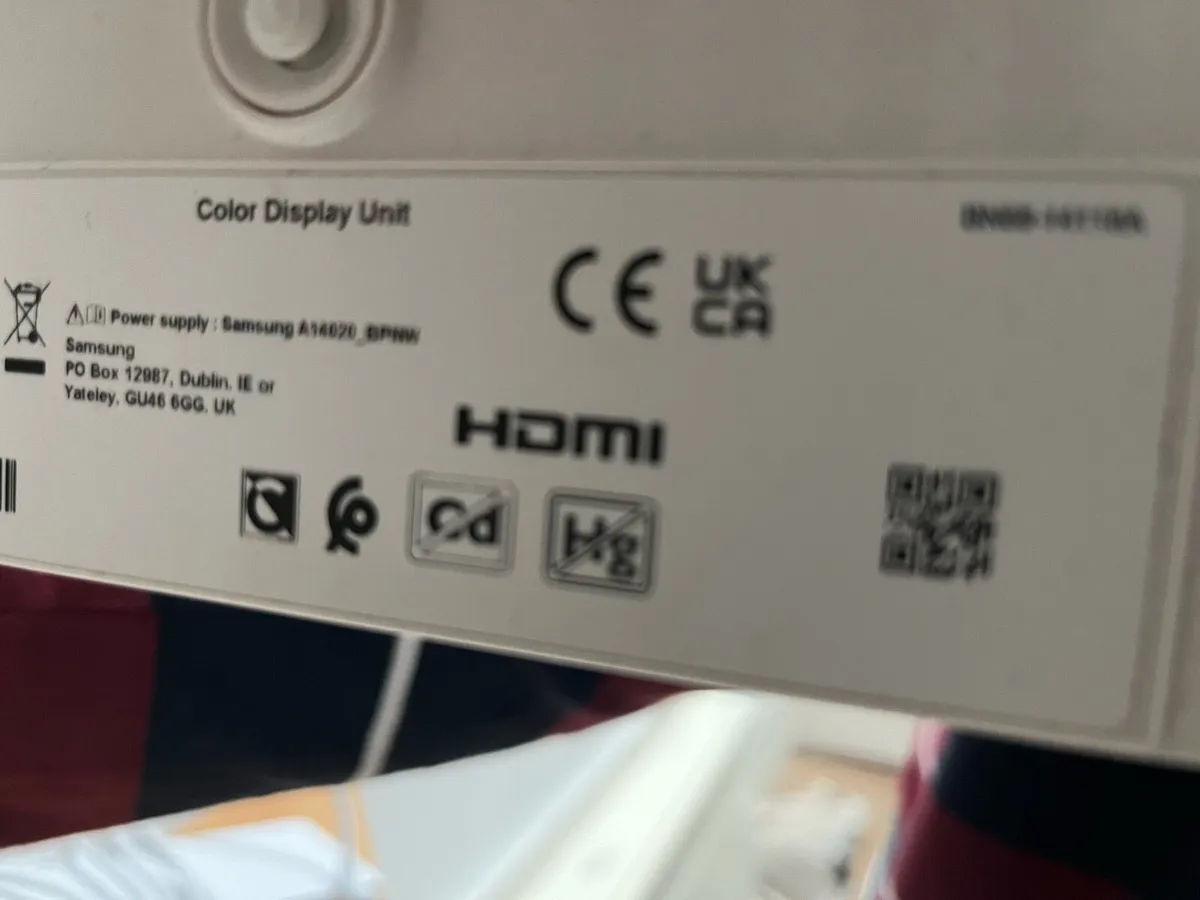 Color Display Unit
CE
UK
CA
Power supply : Samsung A14020_BPNW
Samsung
PO Box 12987, Dublin. IE or
Yateley, GU46 6GG, UK
HDMI
Cd
Hg